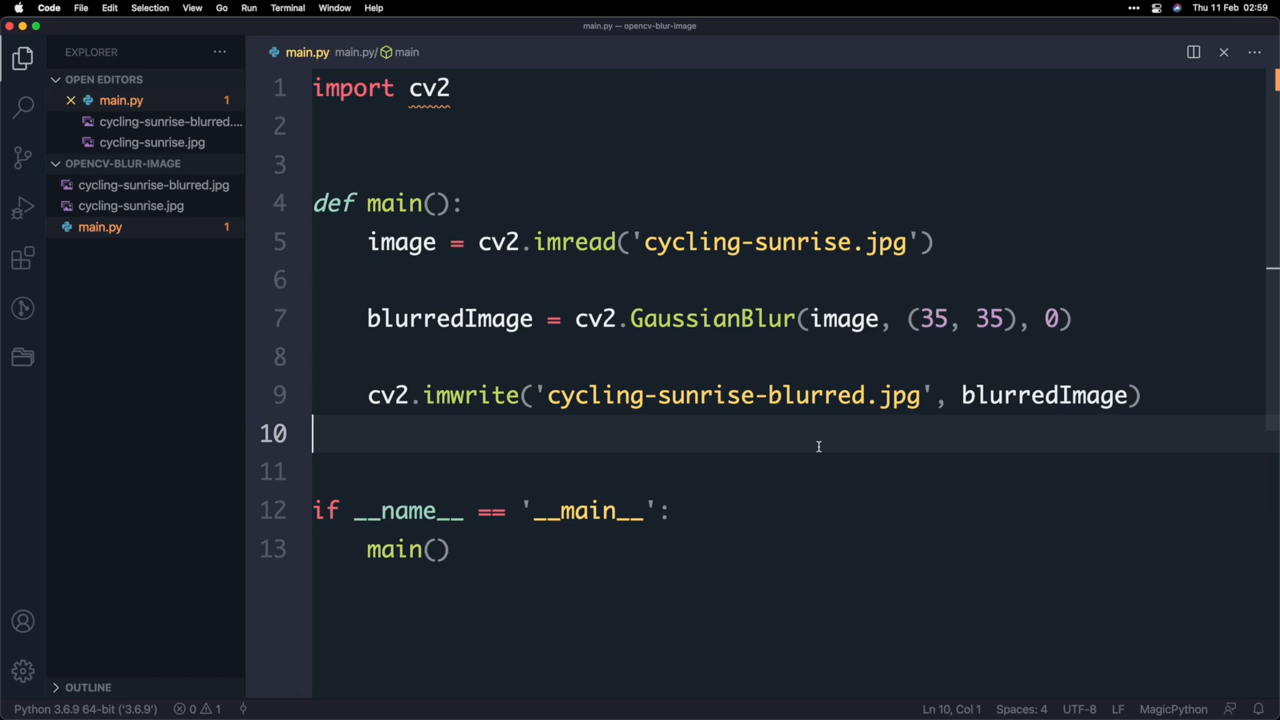 Code File Edit Selection View Go Run Terminal Window Help
Thu 11 Feb 02:59
main.py — opencv-blur-image
EXPLORER
main.py main.py/ main
OPEN EDITORS
main.py 1
cycling-sunrise-blurred....
cycling-sunrise.jpg
OPENCV-BLUR-IMAGE
cycling-sunrise-blurred.jpg
cycling-sunrise.jpg
main.py 1
1 import cv2
2
3
4 def main():
5 image = cv2.imread('cycling-sunrise.jpg')
6
7 blurredImage = cv2.GaussianBlur(image, (35, 35), 0)
8
9 cv2.imwrite('cycling-sunrise-blurred.jpg', blurredImage)
10
11
12 if __name__ == '__main__':
13 main()
OUTLINE
Python 3.6.9 64-bit ('3.6.9') 0 1
Ln 10, Col 1 Spaces: 4 UTF-8 LF MagicPython